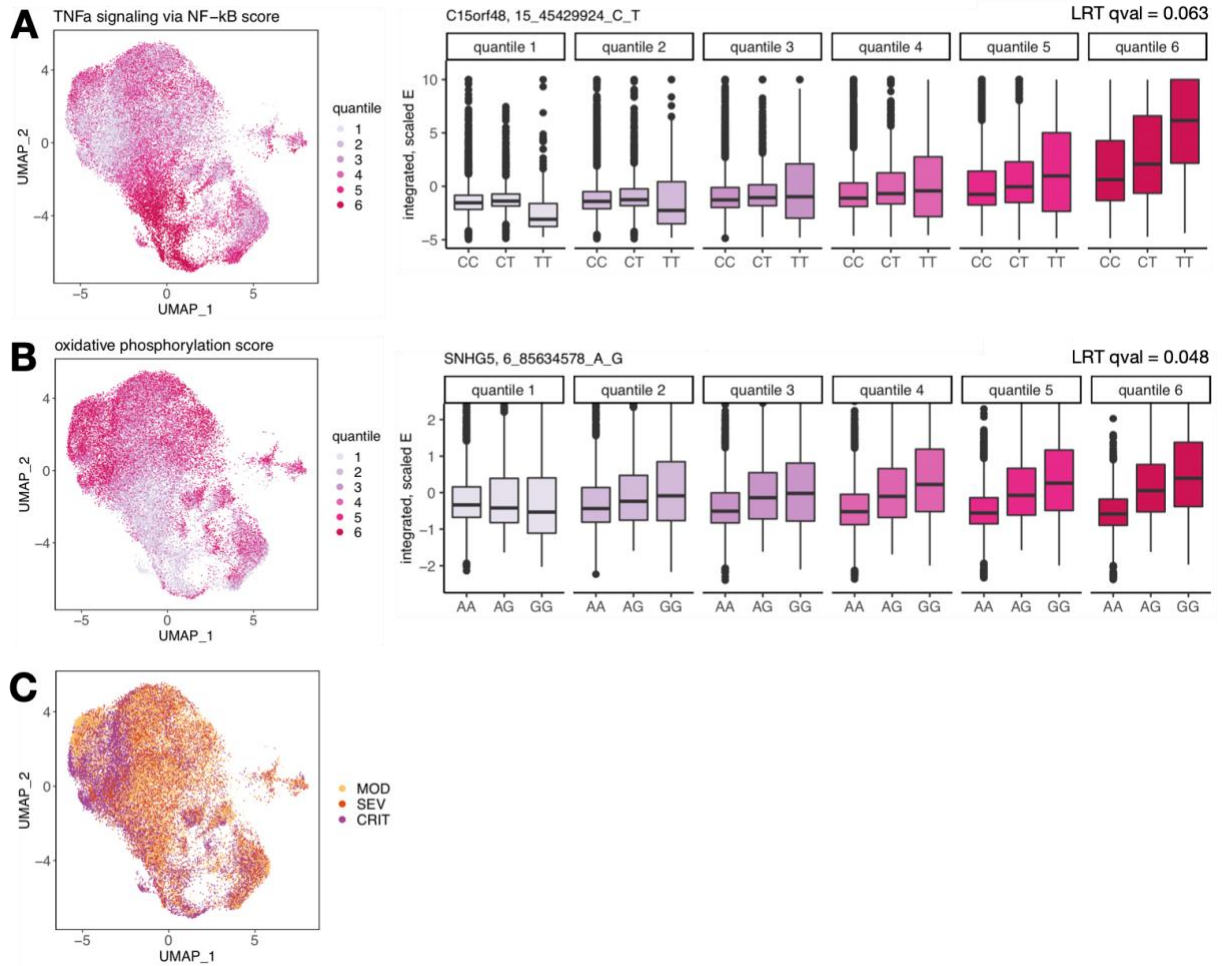 A
TNFa signaling via NF−kB score
4
0
−4
UMAP_2
−5 0 5
UMAP_1
quantile
1
2
3
4
5
6
C15orf48, 15_45429924_C_T
LRT qval = 0.063
quantile 1 quantile 2 quantile 3 quantile 4 quantile 5 quantile 6
integrated, scaled E
10
5
0
−5
CC CT TT CC CT TT CC CT TT CC CT TT CC CT TT CC CT TT
B
oxidative phosphorylation score
4
0
−4
UMAP_2
−5 0 5
UMAP_1
quantile
1
2
3
4
5
6
SNHG5, 6_85634578_A_G
LRT qval = 0.048
quantile 1 quantile 2 quantile 3 quantile 4 quantile 5 quantile 6
integrated, scaled E
2
1
0
−1
−2
AA AG GG AA AG GG AA AG GG AA AG GG AA AG GG AA AG GG
C
4
0
−4
UMAP_2
−5 0 5
UMAP_1
MOD
SEV
CRIT